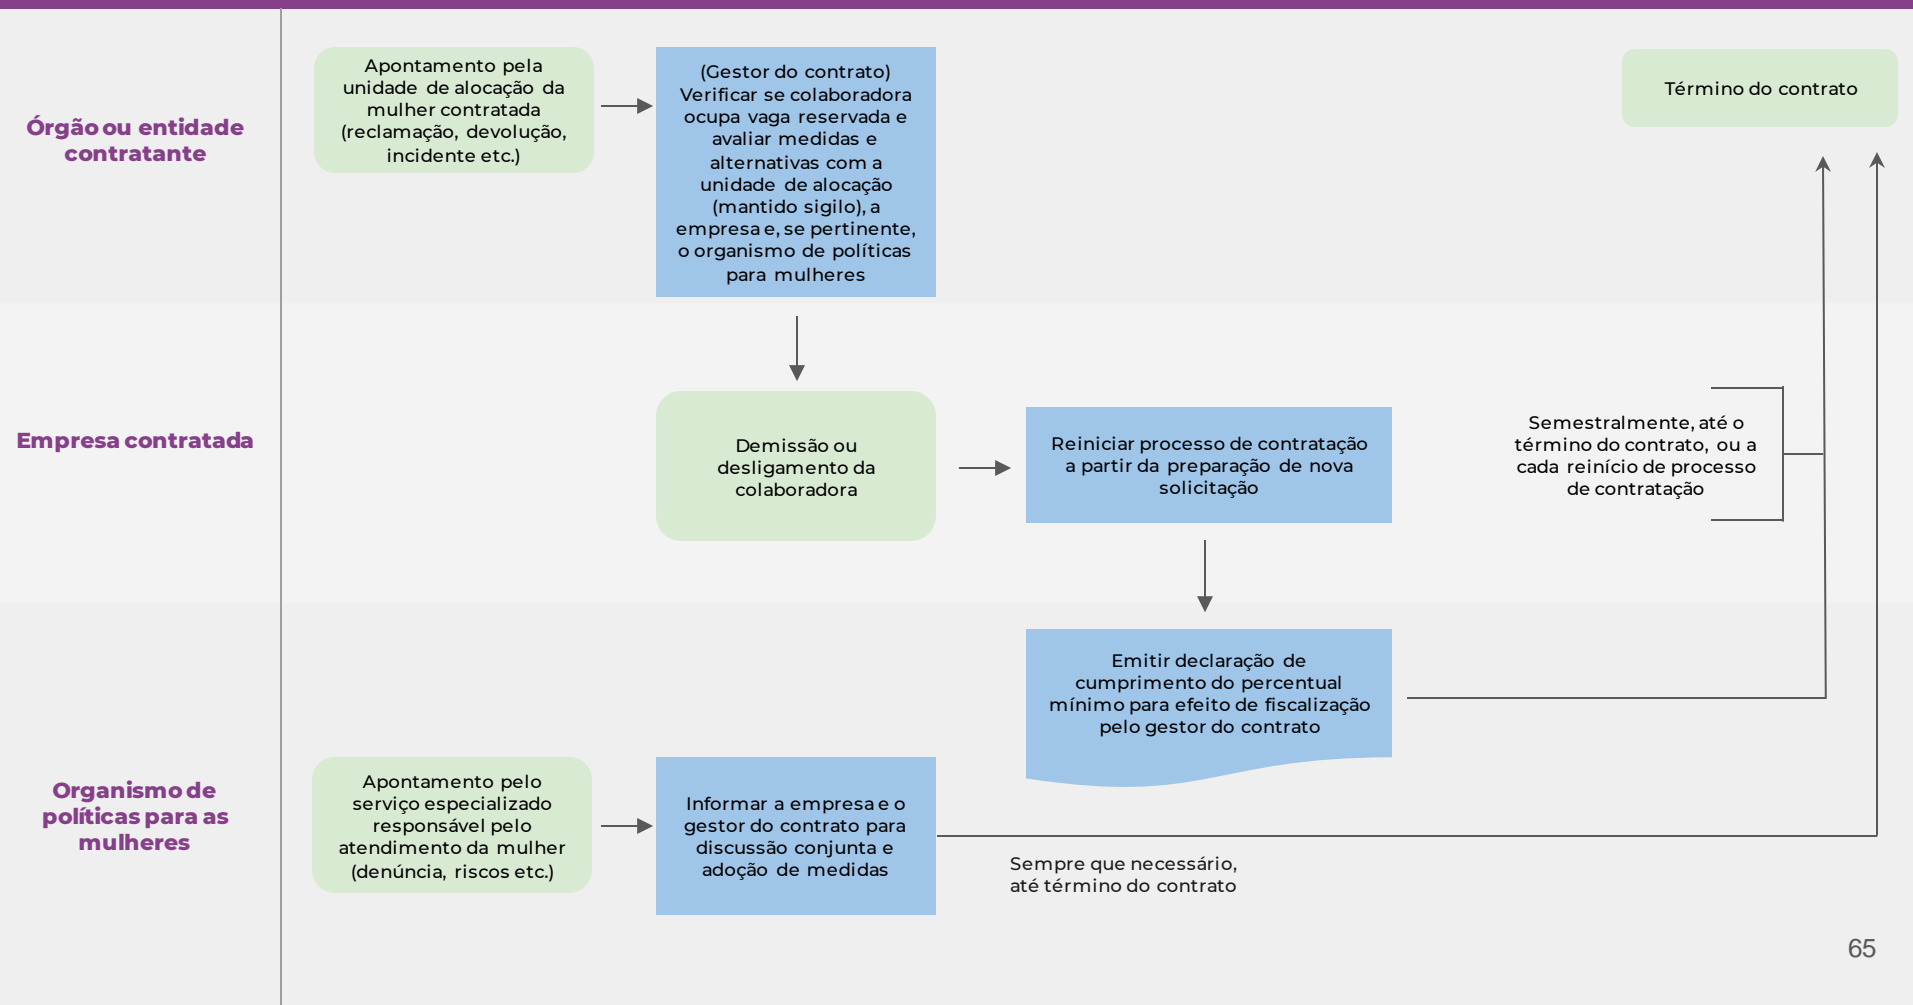 Órgão ou entidade
contratante
Apontamento pela
unidade de alocação da
mulher contratada
(reclamação, devolução,
incidente etc.)
(Gestor do contrato)
Verificar se colaboradora
ocupa vaga reservada e
avaliar medidas e
alternativas com a
unidade de alocação
(mantido sigilo), a
empresa e, se pertinente,
o organismo de políticas
para mulheres
Término do contrato
Empresa contratada
Demissão ou
desligamento da
colaboradora
Reiniciar processo de contratação
a partir da preparação de nova
solicitação
Semestralmente, até o
término do contrato, ou a
cada reinício de processo
de contratação
Organismo de
políticas para as
mulheres
Emitir declaração de
cumprimento do percentual
mínimo para efeito de fiscalização
pelo gestor do contrato
Apontamento pelo
serviço especializado
responsável pelo
atendimento da mulher
(denúncia, riscos etc.)
Informar a empresa e o
gestor do contrato para
discussão conjunta e
adoção de medidas
Sempre que necessário,
até término do contrato
65